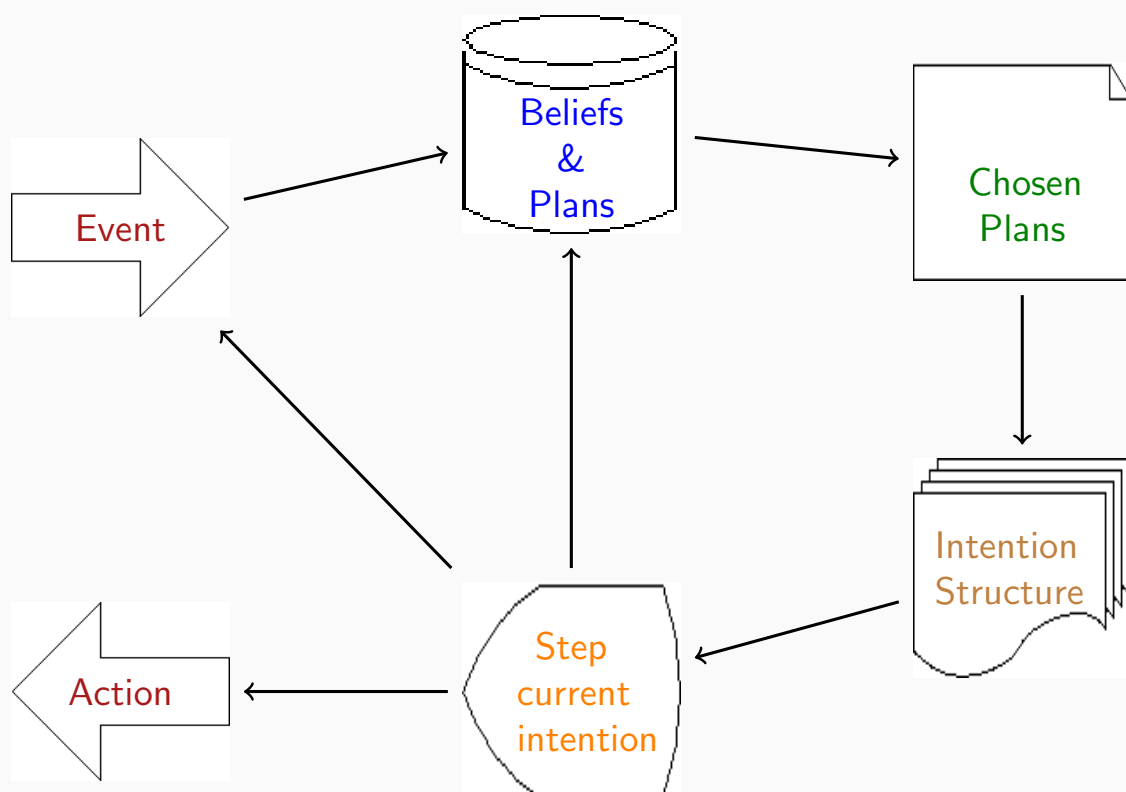 Beliefs
&
Plans
Chosen
Plans
Event
Intention
Structure
Step
current
intention
Action